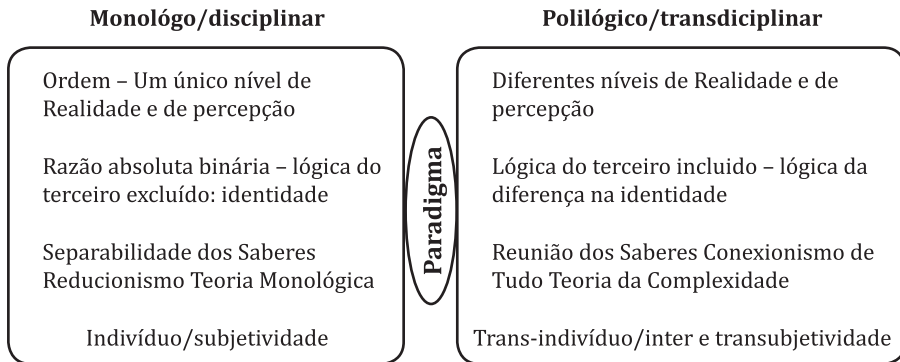 Monológo/disciplinar
Ordem – Um único nível de
Realidade e de percepção
Razão absoluta binária – lógica do
terceiro excluído: identidade
Separabilidade dos Saberes
Reducionismo Teoria Monológica
Indivíduo/subjetividade
Paradigma
Polilógico/transdiciplinar
Diferentes níveis de Realidade e de
percepção
Lógica do terceiro incluido – lógica da
diferença na identidade
Reunião dos Saberes Conexionismo de
Tudo Teoria da Complexidade
Trans-indivíduo/inter e transubjetividade